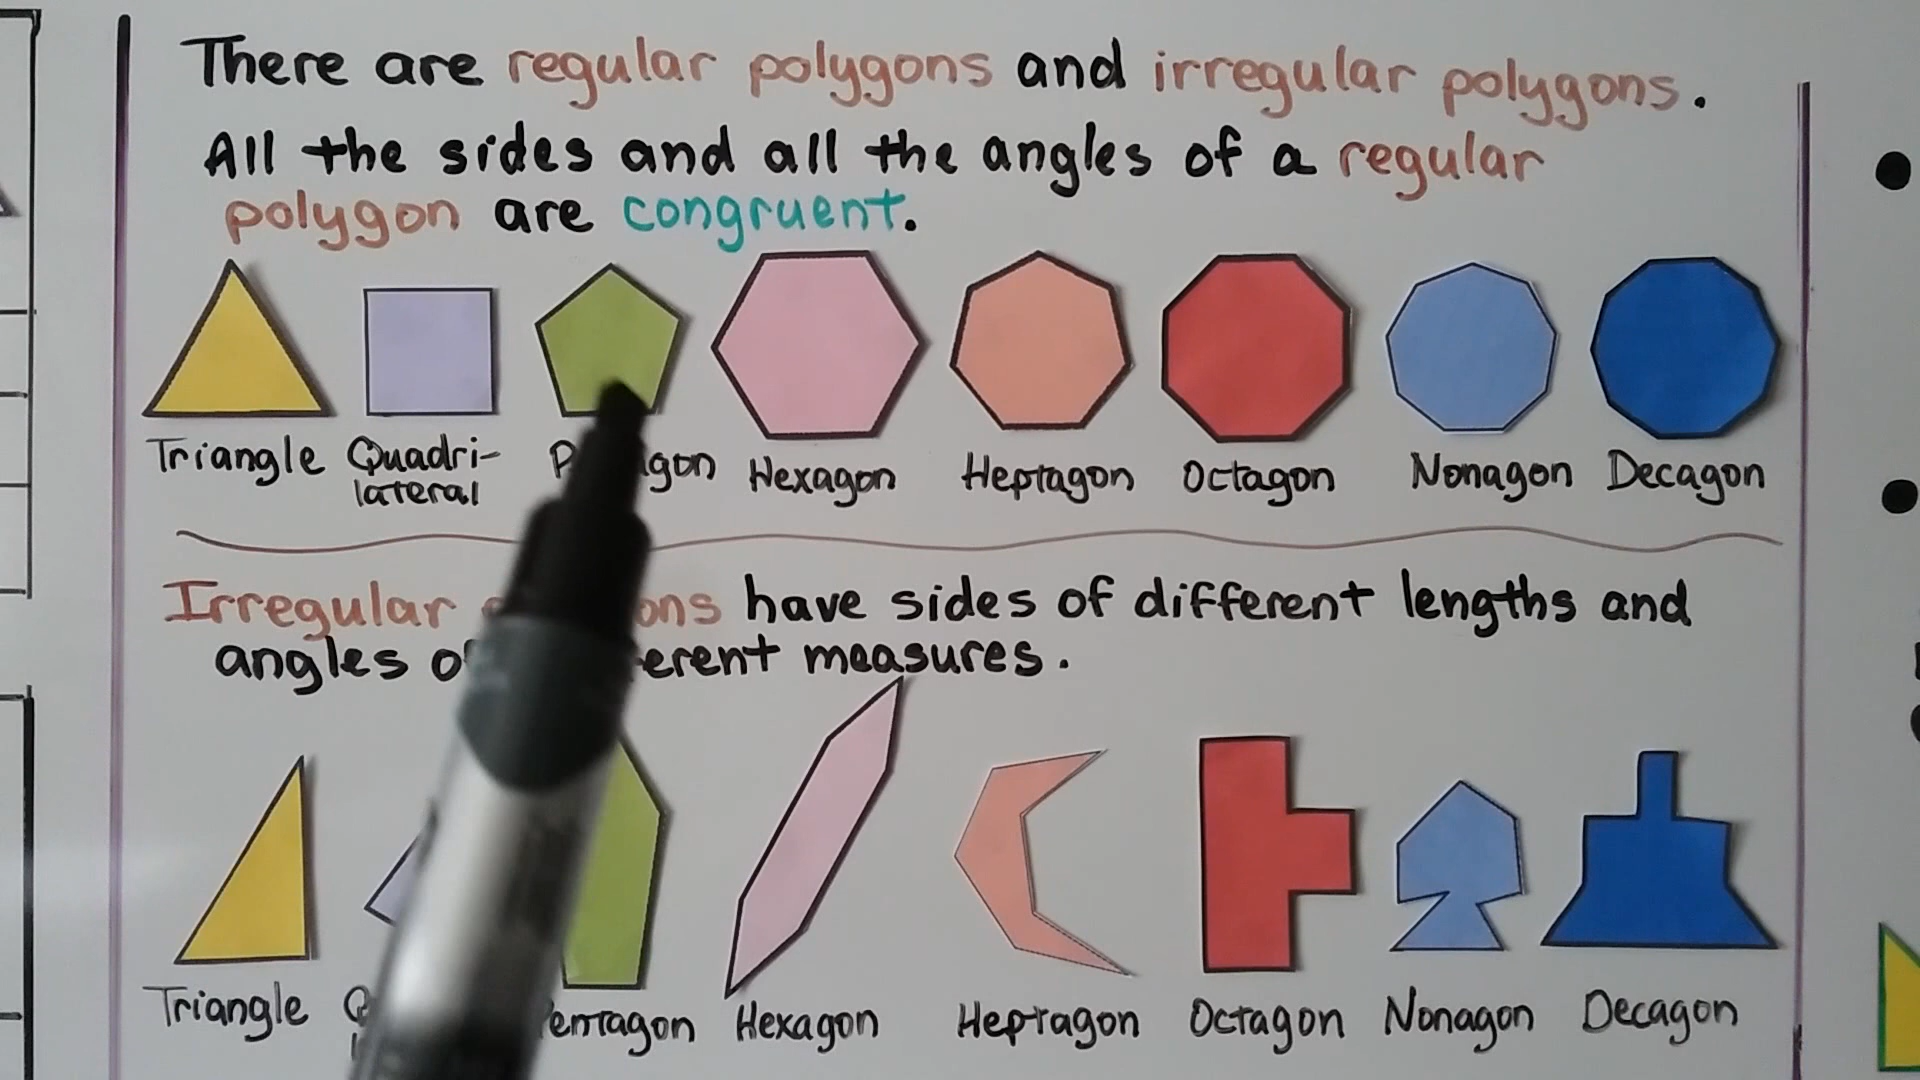 There are regular polygons and irregular polygons.
All the sides and all the angles of a regular
polygon are congruent.
Triangle Quadri- Hexagon Heptagon Octagon Nonagon Decagon
lateral
Irregular have sides of different lengths and
angles measures.
Triangle Pentagon Hexagon Heptagon Octagon Nonagon Decagon